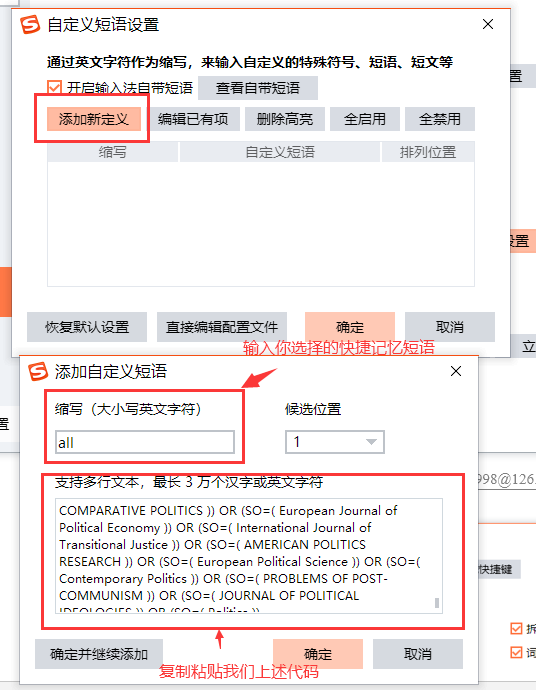 自定义短语设置
通过英文字符作为缩写，来输入自定义的特殊符号、短语、短文等
置
开启输入法自带短语
查看自带短语
添加新定义
编辑已有项
删除高亮
全启用
全禁用
缩写
自定义短语
排列位置
设置
恢复默认设置
直接编辑配置文件
确定
取消
立
输入你选择的快捷记忆短语
添加自定义短语
缩写（大小写英文字符）
候选位置
置
all
1
支持多行文本，最长 3 万个汉字或英文字符
998@126.
COMPARATIVE POLITICS )) OR (SO=( European Journal of
Political Economy )) OR (SO=( International Journal of
Transitional Justice )) OR (SO=( AMERICAN POLITICS
RESEARCH )) OR (SO=( European Political Science )) OR (SO=(
Contemporary Politics )) OR (SO=( PROBLEMS OF POST-
COMMUNISM )) OR (SO=( JOURNAL OF POLITICAL
IDEOLOGIES )) OR (SO=( Politics ))
快捷键
拆
词
确定并继续添加
确定
取消
复制粘贴我们上述代码